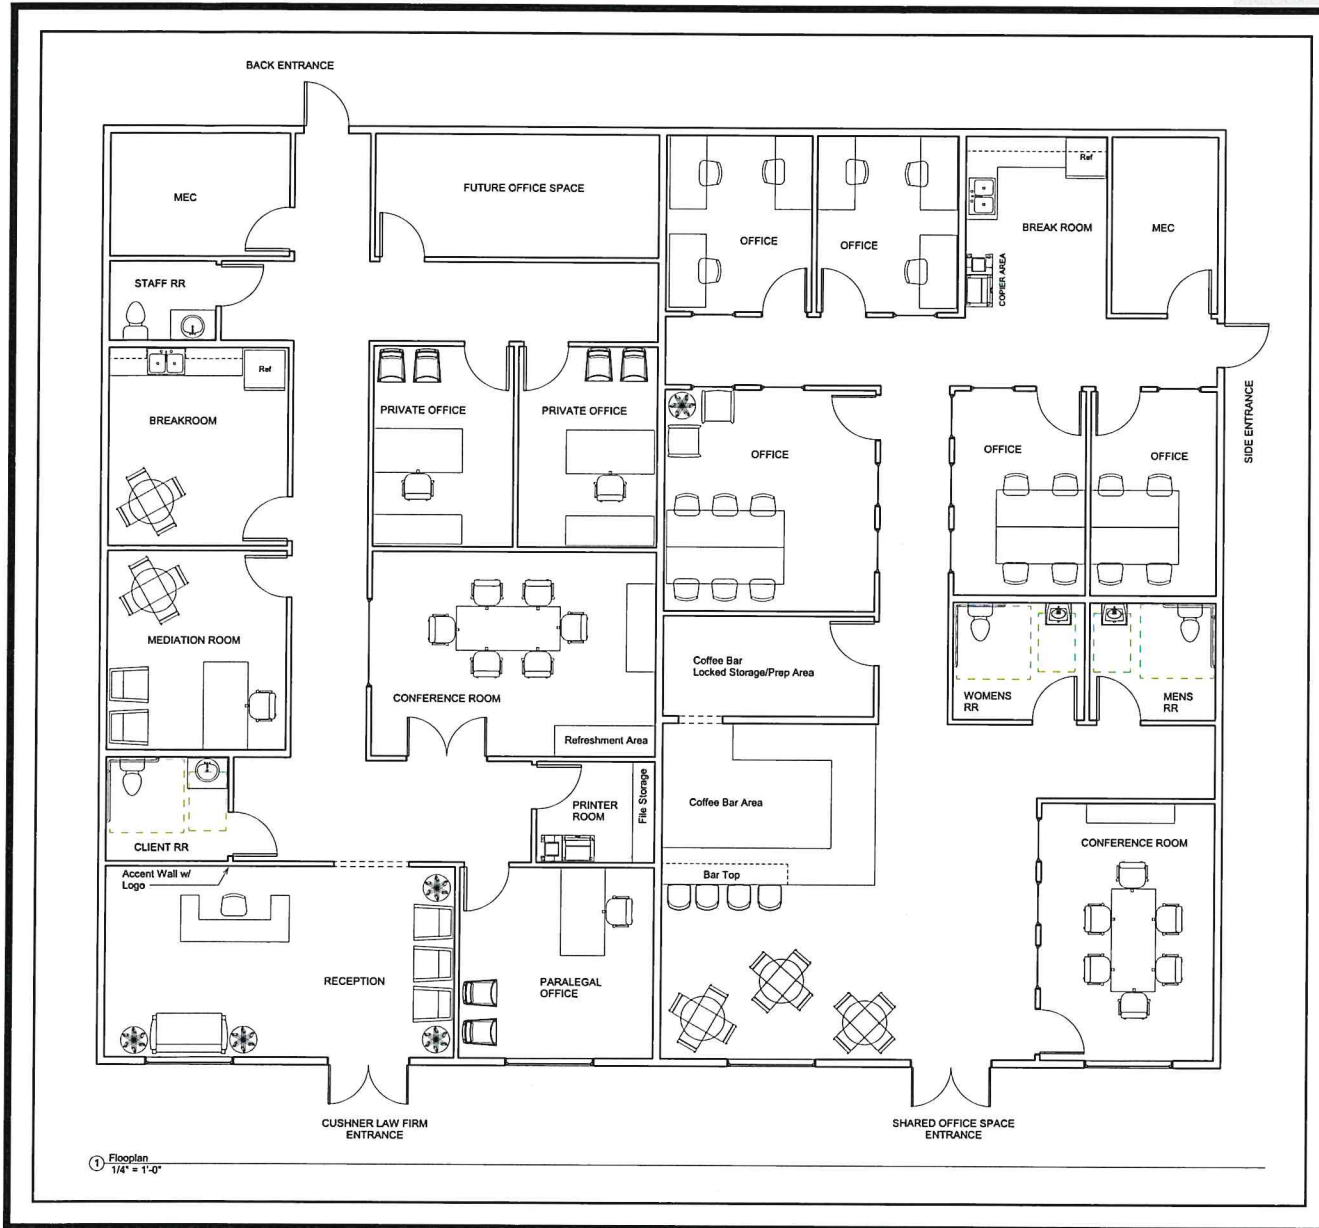 BACK ENTRANCE
MEC
FUTURE OFFICE SPACE
OFFICE
OFFICE
Ref
BREAK ROOM
COPIER AREA
MEC
STAFF RR
Ref
BREAKROOM
PRIVATE OFFICE
PRIVATE OFFICE
OFFICE
OFFICE
OFFICE
SIDE ENTRANCE
MEDIATION ROOM
CONFERENCE ROOM
Refreshment Area
Coffee Bar
Locked Storage/Prep Area
WOMENS
RR
MENS
RR
CLIENT RR
PRINTER
ROOM
File Storage
Coffee Bar Area
Bar Top
CONFERENCE ROOM
Accent Wall w/
Logo
RECEPTION
PARALEGAL
OFFICE
CUSHNER LAW FIRM
ENTRANCE
SHARED OFFICE SPACE
ENTRANCE
1 Flooplan
1/4" = 1'-0"